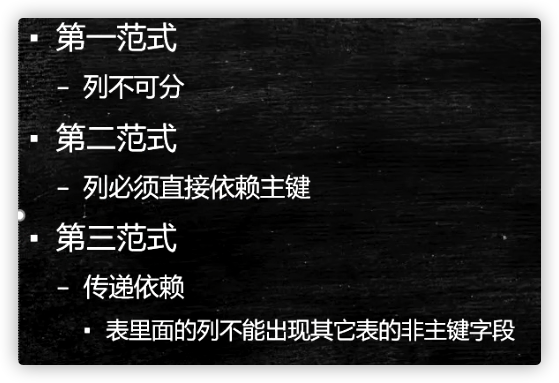 ▪ 第一范式
– 列不可分
▪ 第二范式
– 列必须直接依赖主键
▪ 第三范式
– 传递依赖
▪ 表里面的列不能出现其它表的非主键字段